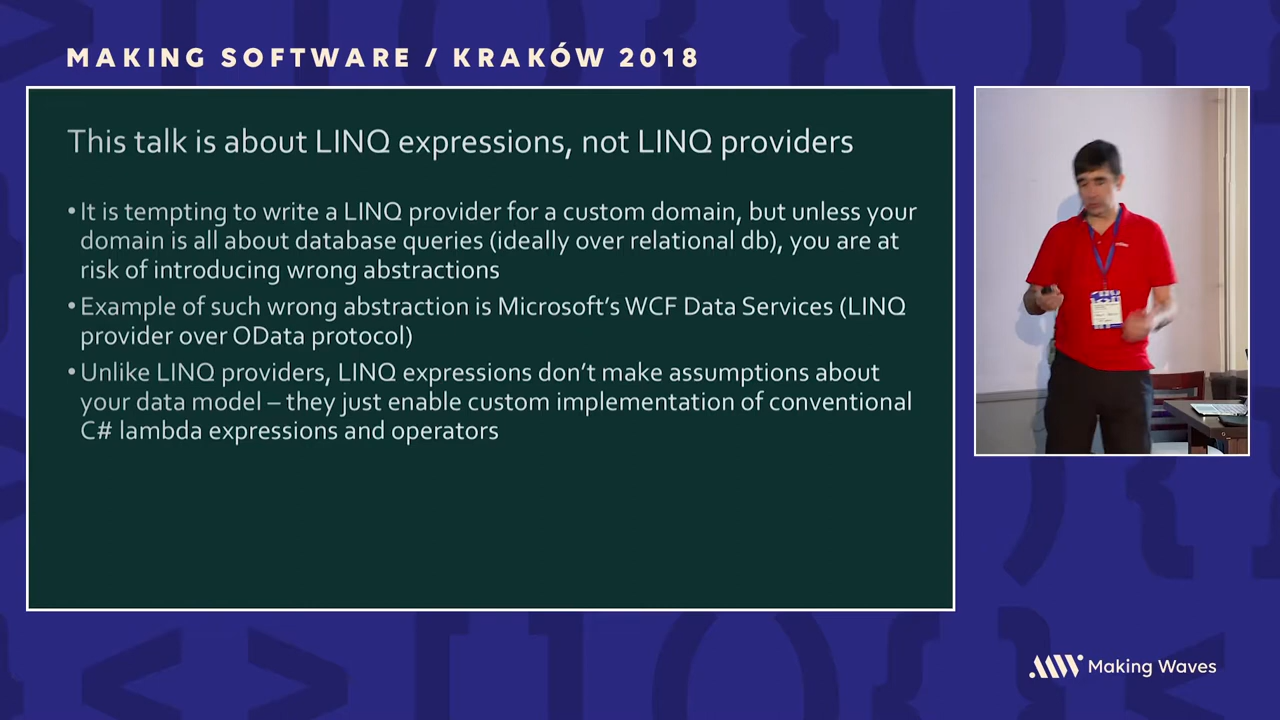 MAKING SOFTWARE / KRAKÓW 2018
This talk is about LINQ expressions, not LINQ providers
•It is tempting to write a LINQ provider for a custom domain, but unless your
domain is all about database queries (ideally over relational db), you are at
risk of introducing wrong abstractions
•Example of such wrong abstraction is Microsoft's WCF Data Services (LINQ
provider over OData protocol)
•Unlike LINQ providers, LINQ expressions don't make assumptions about
your data model – they just enable custom implementation of conventional
C# lambda expressions and operators
Making Waves